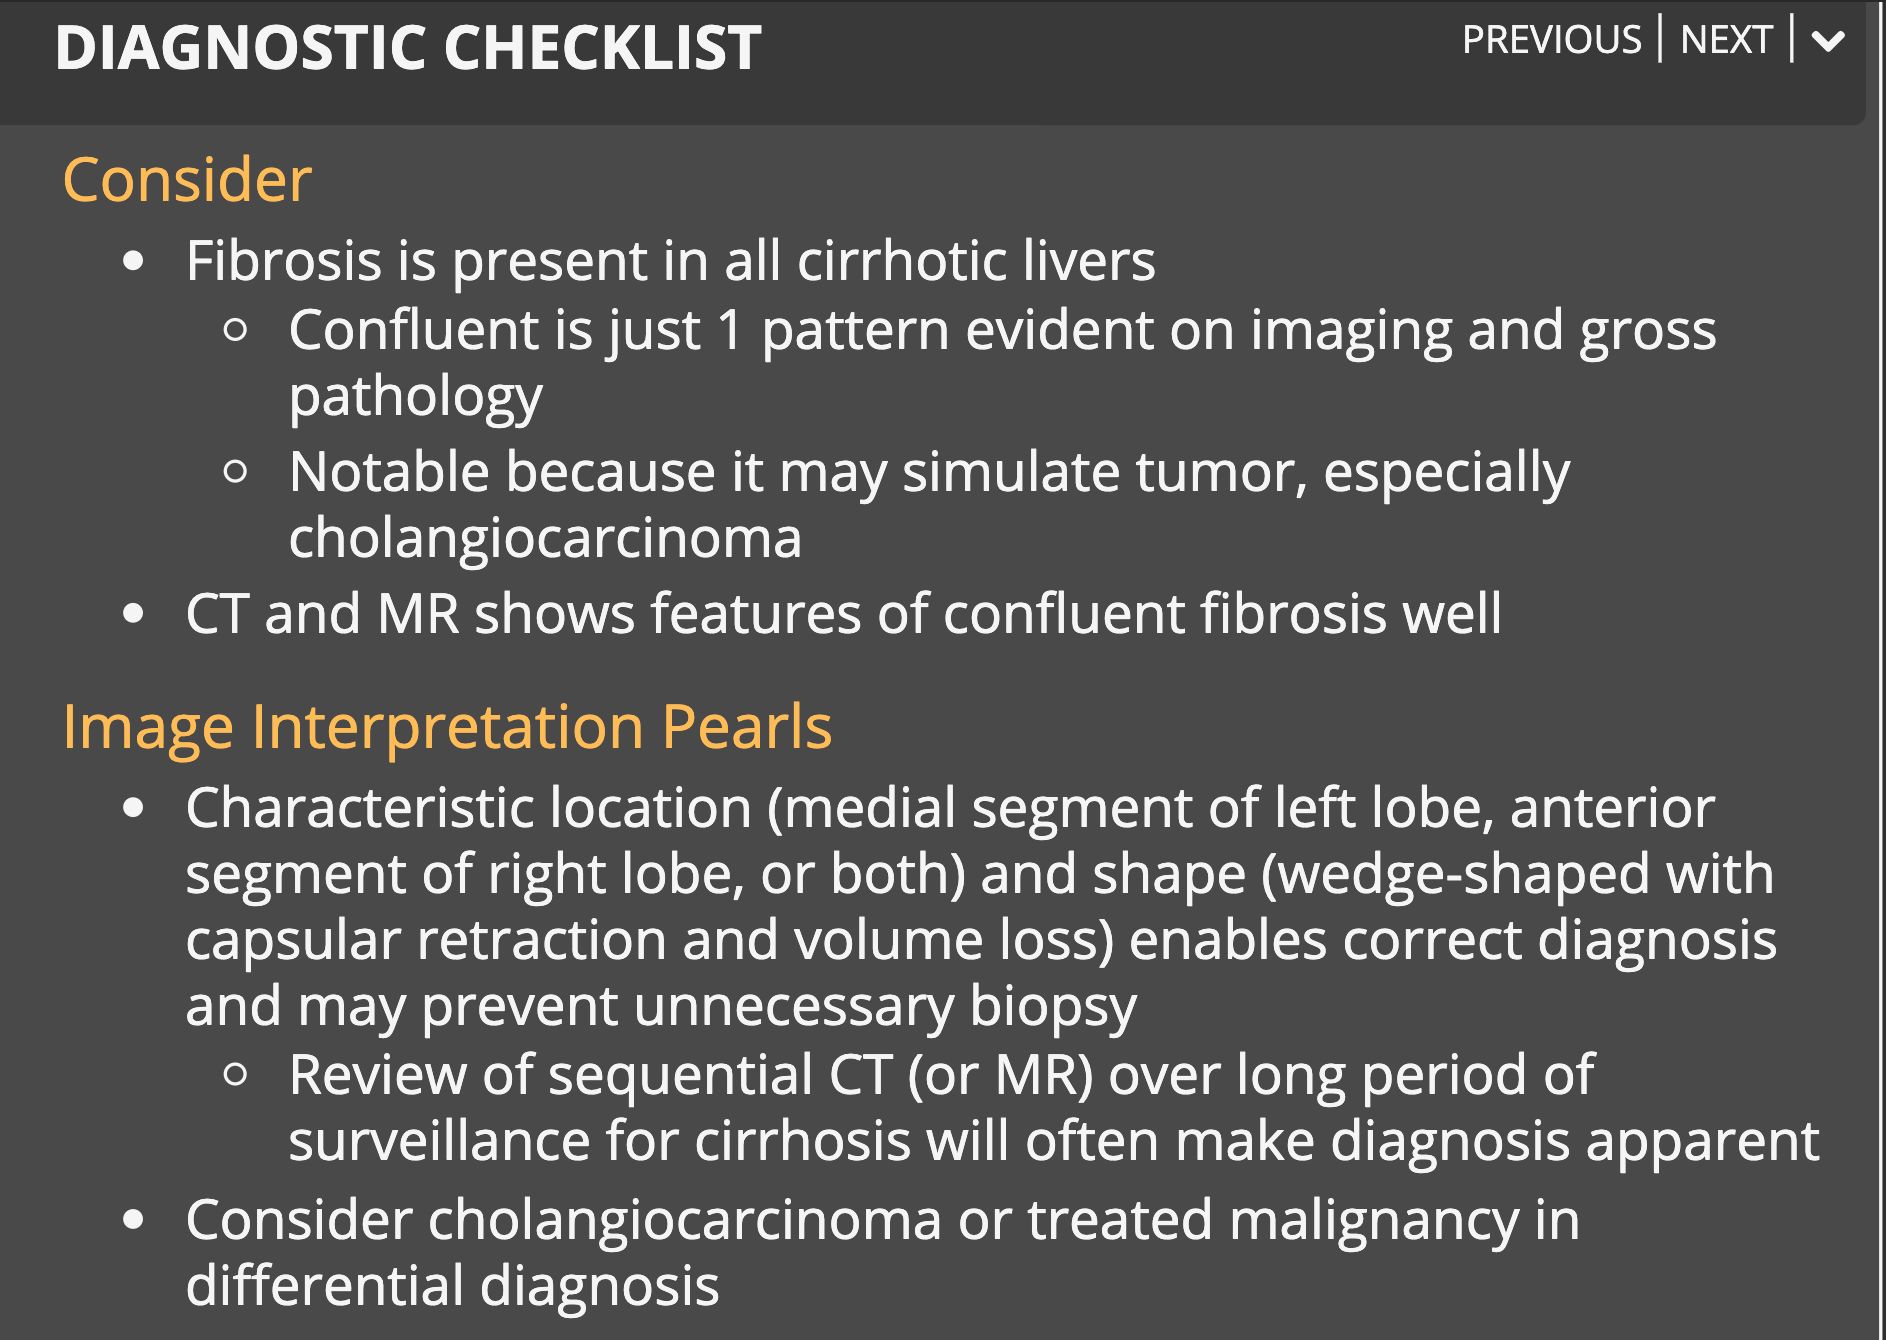 DIAGNOSTIC CHECKLIST
PREVIOUS | NEXT |
Consider
• Fibrosis is present in all cirrhotic livers
○ Confluent is just 1 pattern evident on imaging and gross
pathology
○ Notable because it may simulate tumor, especially
cholangiocarcinoma
• CT and MR shows features of confluent fibrosis well
Image Interpretation Pearls
• Characteristic location (medial segment of left lobe, anterior
segment of right lobe, or both) and shape (wedge-shaped with
capsular retraction and volume loss) enables correct diagnosis
and may prevent unnecessary biopsy
○ Review of sequential CT (or MR) over long period of
surveillance for cirrhosis will often make diagnosis apparent
• Consider cholangiocarcinoma or treated malignancy in
differential diagnosis